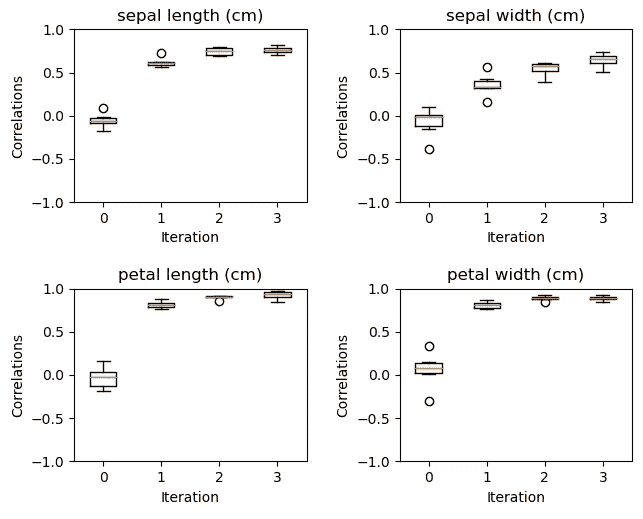 sepal length (cm)
1.0
0.5
0.0
−0.5
−1.0
Correlations
0 1 2 3
Iteration
sepal width (cm)
1.0
0.5
0.0
−0.5
−1.0
Correlations
0 1 2 3
Iteration
petal length (cm)
1.0
0.5
0.0
−0.5
−1.0
Correlations
0 1 2 3
Iteration
petal width (cm)
1.0
0.5
0.0
−0.5
−1.0
Correlations
0 1 2 3
Iteration